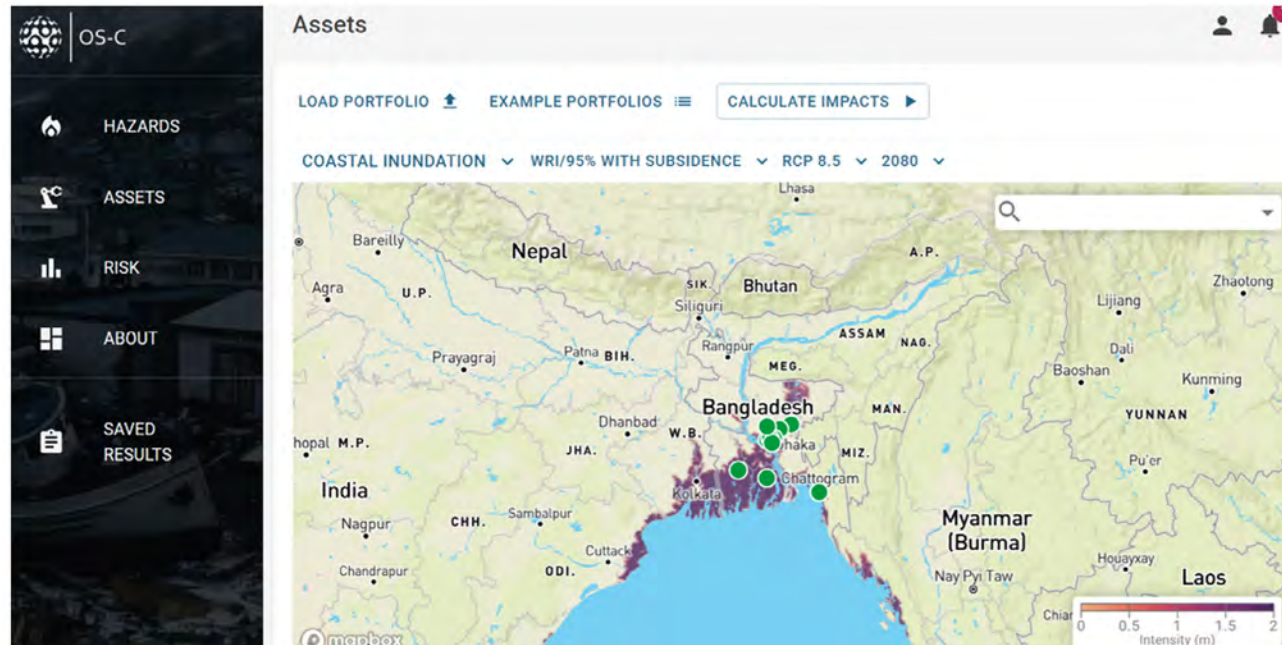 OS-C
Assets
HAZARDS
ASSETS
RISK
ABOUT
SAVED
RESULTS
LOAD PORTFOLIO
EXAMPLE PORTFOLIOS
CALCULATE IMPACTS
COASTAL INUNDATION
WRI/95% WITH SUBSIDENCE
RCP 8.5
2080
Lhasa
Bareilly
Nepal
A.P.
Agra
U.P.
SIK.
Bhutan
Siliguri
Zhaotong
Lijiang
ASSAM
NAG.
Prayagraj
Patna
BIH.
Rangpur
MEG.
Dali
Baoshan
Kunming
Bangladesh
MAN.
YUNNAN
Dhanbad
W.B.
haka
hopal
M.P.
JHA.
MIZ.
Pu'er
India
Kolkata
Chattogram
Nagpur
CHH.
Sambalpur
Myanmar
(Burma)
Cuttack
ODI.
Chandrapur
Nay Pyi Taw
Houayxay
Laos
Chiar
mapbox
0 0.5 1 1.5 2
Intensity (m)